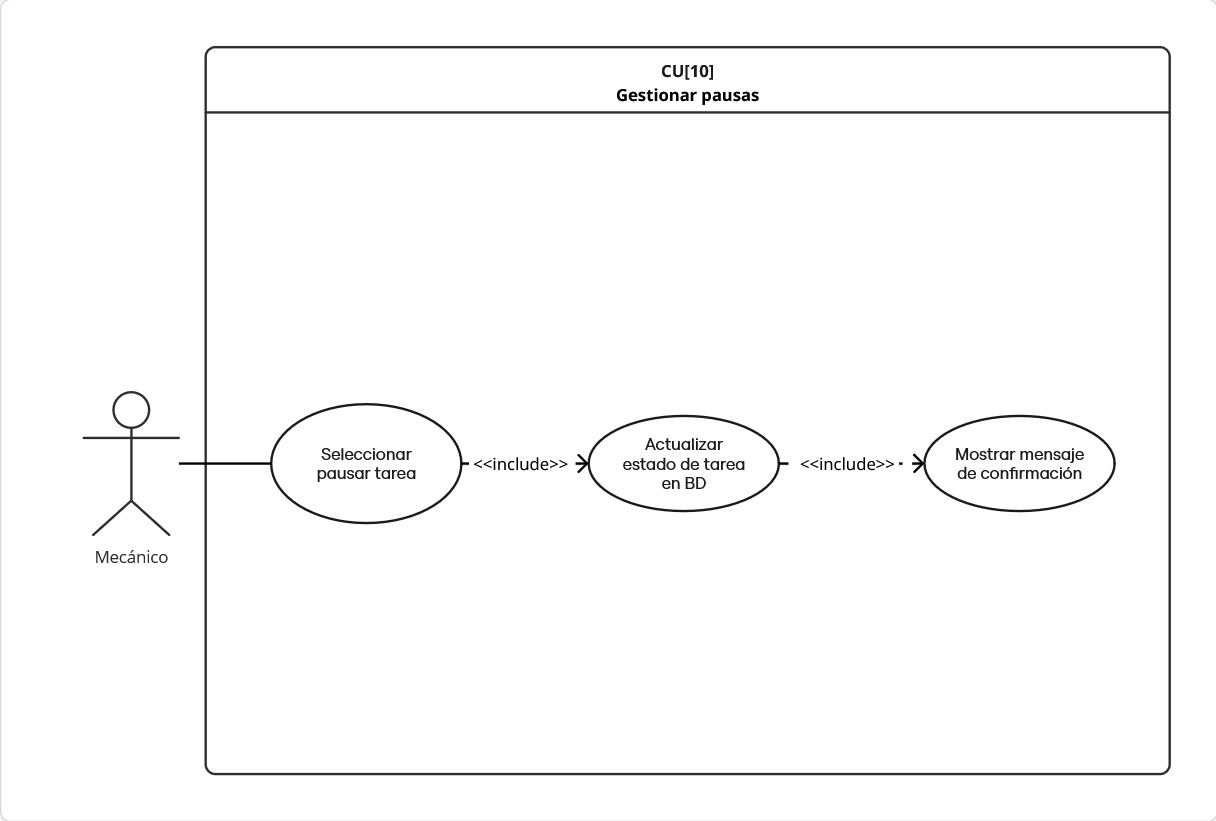 CU[10]
Gestionar pausas
Seleccionar
pausar tarea
<<include>>
Actualizar
estado de tarea
en BD
<<include>>
Mostrar mensaje
de confirmación
Mecánico